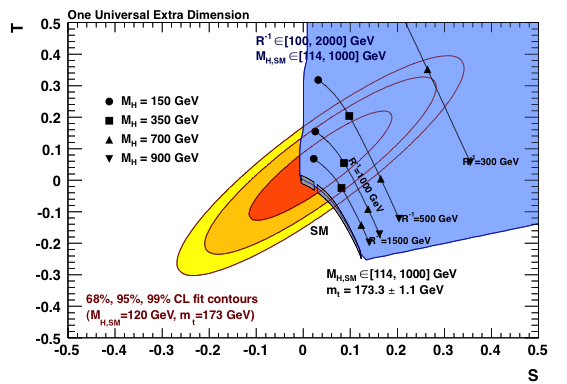 One Universal Extra Dimension
T
0.5
0.4
0.3
0.2
0.1
0
-0.1
-0.2
-0.3
-0.4
-0.5
R⁻¹ ∈[100, 2000] GeV
M_H,SM ∈[114, 1000] GeV
M_H = 150 GeV
M_H = 350 GeV
M_H = 700 GeV
M_H = 900 GeV
R⁻¹=300 GeV
R⁻¹=1000 GeV
R⁻¹=500 GeV
R⁻¹=1500 GeV
SM
M_H,SM ∈[114, 1000] GeV
m_t = 173.3 ± 1.1 GeV
68%, 95%, 99% CL fit contours
(M_H,SM=120 GeV, m_t=173 GeV)
-0.5 -0.4 -0.3 -0.2 -0.1 0 0.1 0.2 0.3 0.4 0.5
S